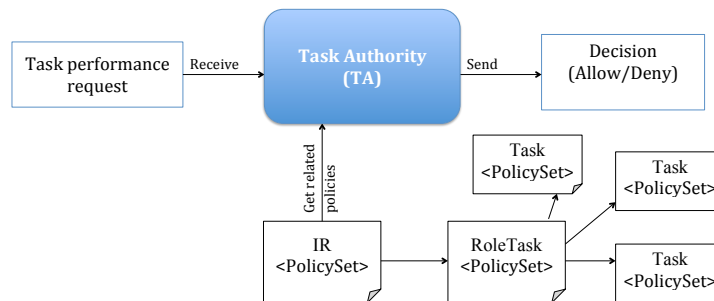 Task performance
request
Receive
Task Authority
(TA)
Send
Decision
(Allow/Deny)
Get related
policies
Task
<PolicySet>
Task
<PolicySet>
IR
<PolicySet>
RoleTask
<PolicySet>
Task
<PolicySet>